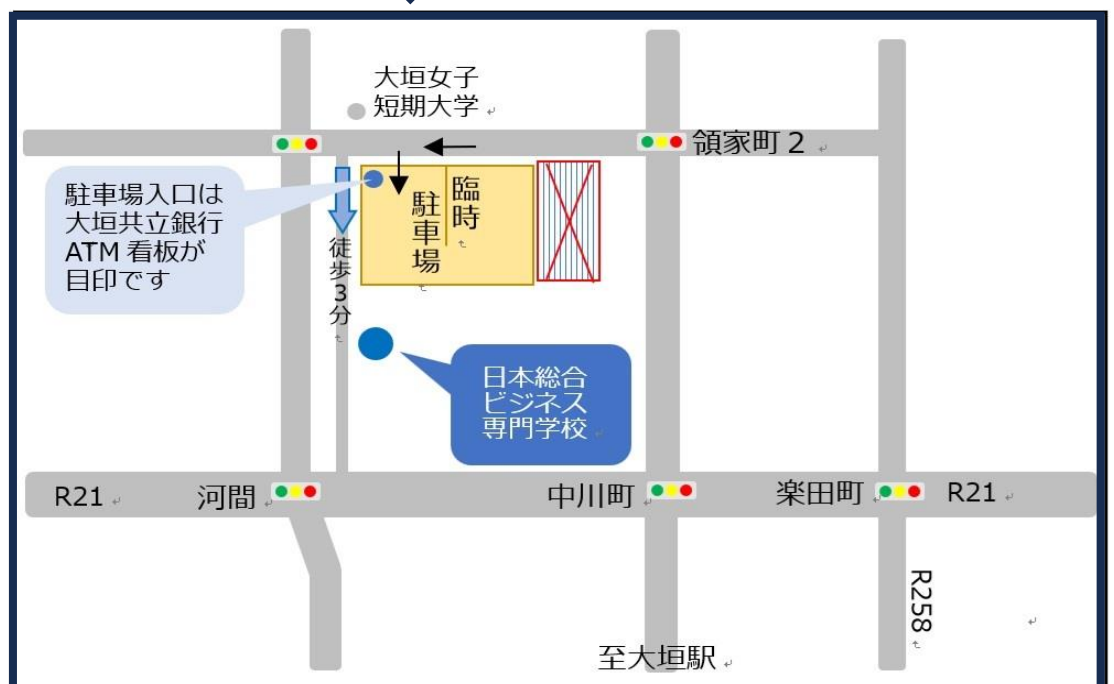 大垣女子
短期大学
領家町2
駐車場入口は
大垣共立銀行
ATM看板が
目印です
臨時
駐車場
徒歩3分
日本総合
ビジネス
専門学校
R21
河間
中川町
楽田町
R21
R258
至大垣駅